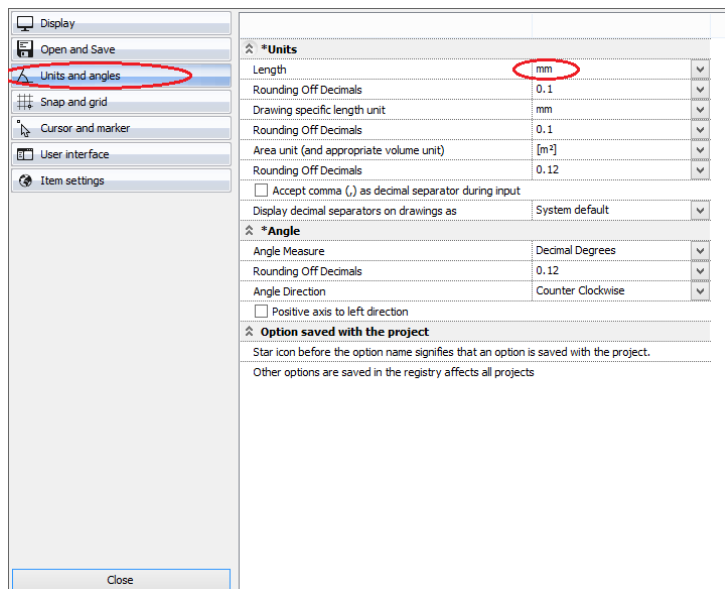 Display
Open and Save
Units and angles
Snap and grid
Cursor and marker
User interface
Item settings
Close
*Units
Length mm
Rounding Off Decimals 0.1
Drawing specific length unit mm
Rounding Off Decimals 0.1
Area unit (and appropriate volume unit) [m²]
Rounding Off Decimals 0.12
Accept comma (,) as decimal separator during input
Display decimal separators on drawings as System default
*Angle
Angle Measure Decimal Degrees
Rounding Off Decimals 0.12
Angle Direction Counter Clockwise
Positive axis to left direction
Option saved with the project
Star icon before the option name signifies that an option is saved with the project.
Other options are saved in the registry affects all projects